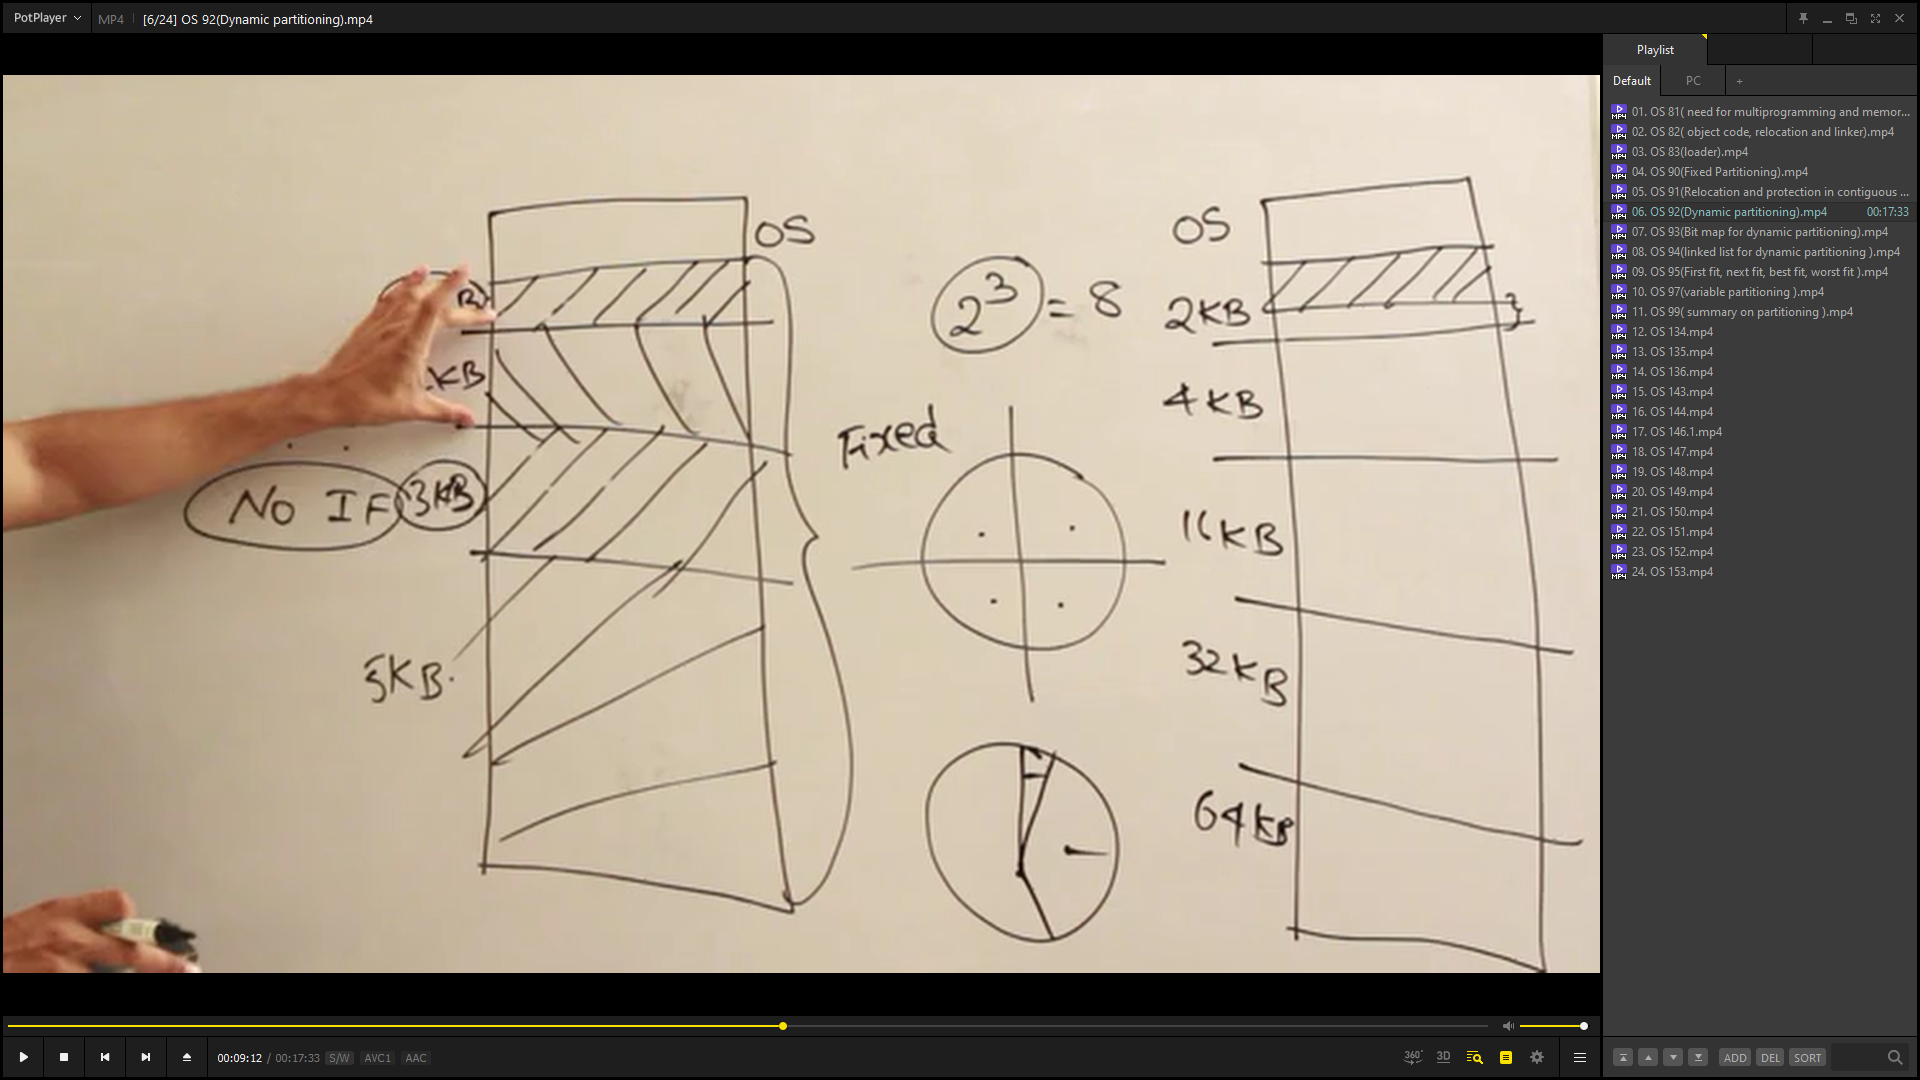 PotPlayer
MP4
[6/24] OS 92(Dynamic partitioning).mp4
Playlist
Default
PC
+
01. OS 81( need for multiprogramming and memor...
02. OS 82( object code, relocation and linker).mp4
03. OS 83(loader).mp4
04. OS 90(Fixed Partitioning).mp4
05. OS 91(Relocation and protection in contiguous ...
06. OS 92(Dynamic partitioning).mp4 00:17:33
07. OS 93(Bit map for dynamic partitioning).mp4
08. OS 94(linked list for dynamic partitioning ).mp4
09. OS 95(First fit, next fit, best fit, worst fit ).mp4
10. OS 97(variable partitioning ).mp4
11. OS 99( summary on partitioning ).mp4
12. OS 134.mp4
13. OS 135.mp4
14. OS 136.mp4
15. OS 143.mp4
16. OS 144.mp4
17. OS 146.1.mp4
18. OS 147.mp4
19. OS 148.mp4
20. OS 149.mp4
21. OS 150.mp4
22. OS 151.mp4
23. OS 152.mp4
24. OS 153.mp4
OS
KB
NO IF 3KB
5KB.
2³ = 8
Fixed
OS
2KB
4KB
16KB
32KB
64KB
00:09:12 / 00:17:33 S/W AVC1 AAC
360°
3D
ADD
DEL
SORT